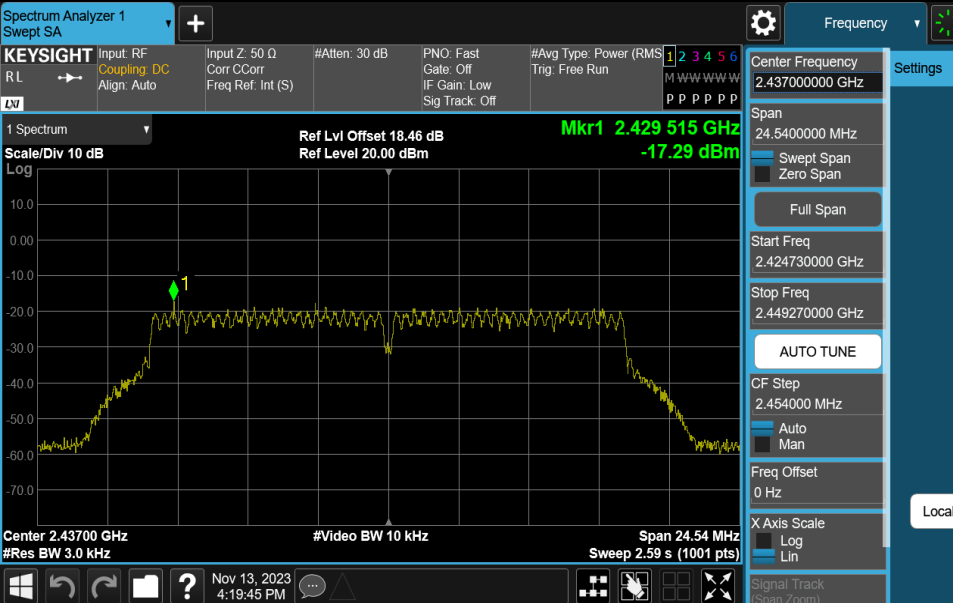 Spectrum Analyzer 1
Swept SA
Frequency
KEYSIGHT
R L
LXI
Input: RF
Coupling: DC
Align: Auto
Input Z: 50 Ω
Corr CCorr
Freq Ref: Int (S)
#Atten: 30 dB
PNO: Fast
Gate: Off
IF Gain: Low
Sig Track: Off
#Avg Type: Power (RMS
Trig: Free Run
1 2 3 4 5 6
M W W W W W
P P P P P P
1 Spectrum
Scale/Div 10 dB
Log
Ref Lvl Offset 18.46 dB
Ref Level 20.00 dBm
Mkr1 2.429 515 GHz
-17.29 dBm
10.0
0.00
-10.0
-20.0
-30.0
-40.0
-50.0
-60.0
-70.0
1
Center 2.43700 GHz
#Res BW 3.0 kHz
#Video BW 10 kHz
Span 24.54 MHz
Sweep 2.59 s (1001 pts)
Center Frequency
2.437000000 GHz
Span
24.5400000 MHz
Swept Span
Zero Span
Full Span
Start Freq
2.424730000 GHz
Stop Freq
2.449270000 GHz
AUTO TUNE
CF Step
2.454000 MHz
Auto
Man
Freq Offset
0 Hz
X Axis Scale
Log
Lin
Signal Track
(Span Zoom)
Settings
Local
?
Nov 13, 2023
4:19:45 PM